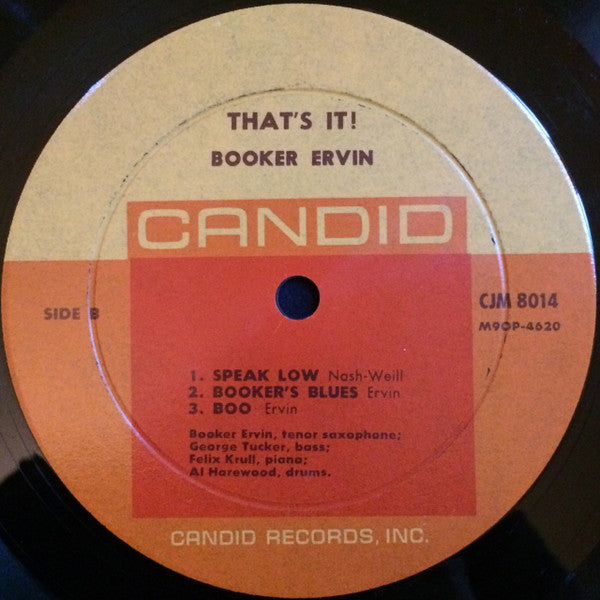 THAT'S IT!
BOOKER ERVIN
CANDID
SIDE B
CJM 8014
M9OP-4620
1. SPEAK LOW Nash-Weill
2. BOOKER'S BLUES Ervin
3. BOO Ervin
Booker Ervin, tenor saxophone;
George Tucker, bass;
Felix Krull, piano;
Al Harewood, drums.
CANDID RECORDS, INC.